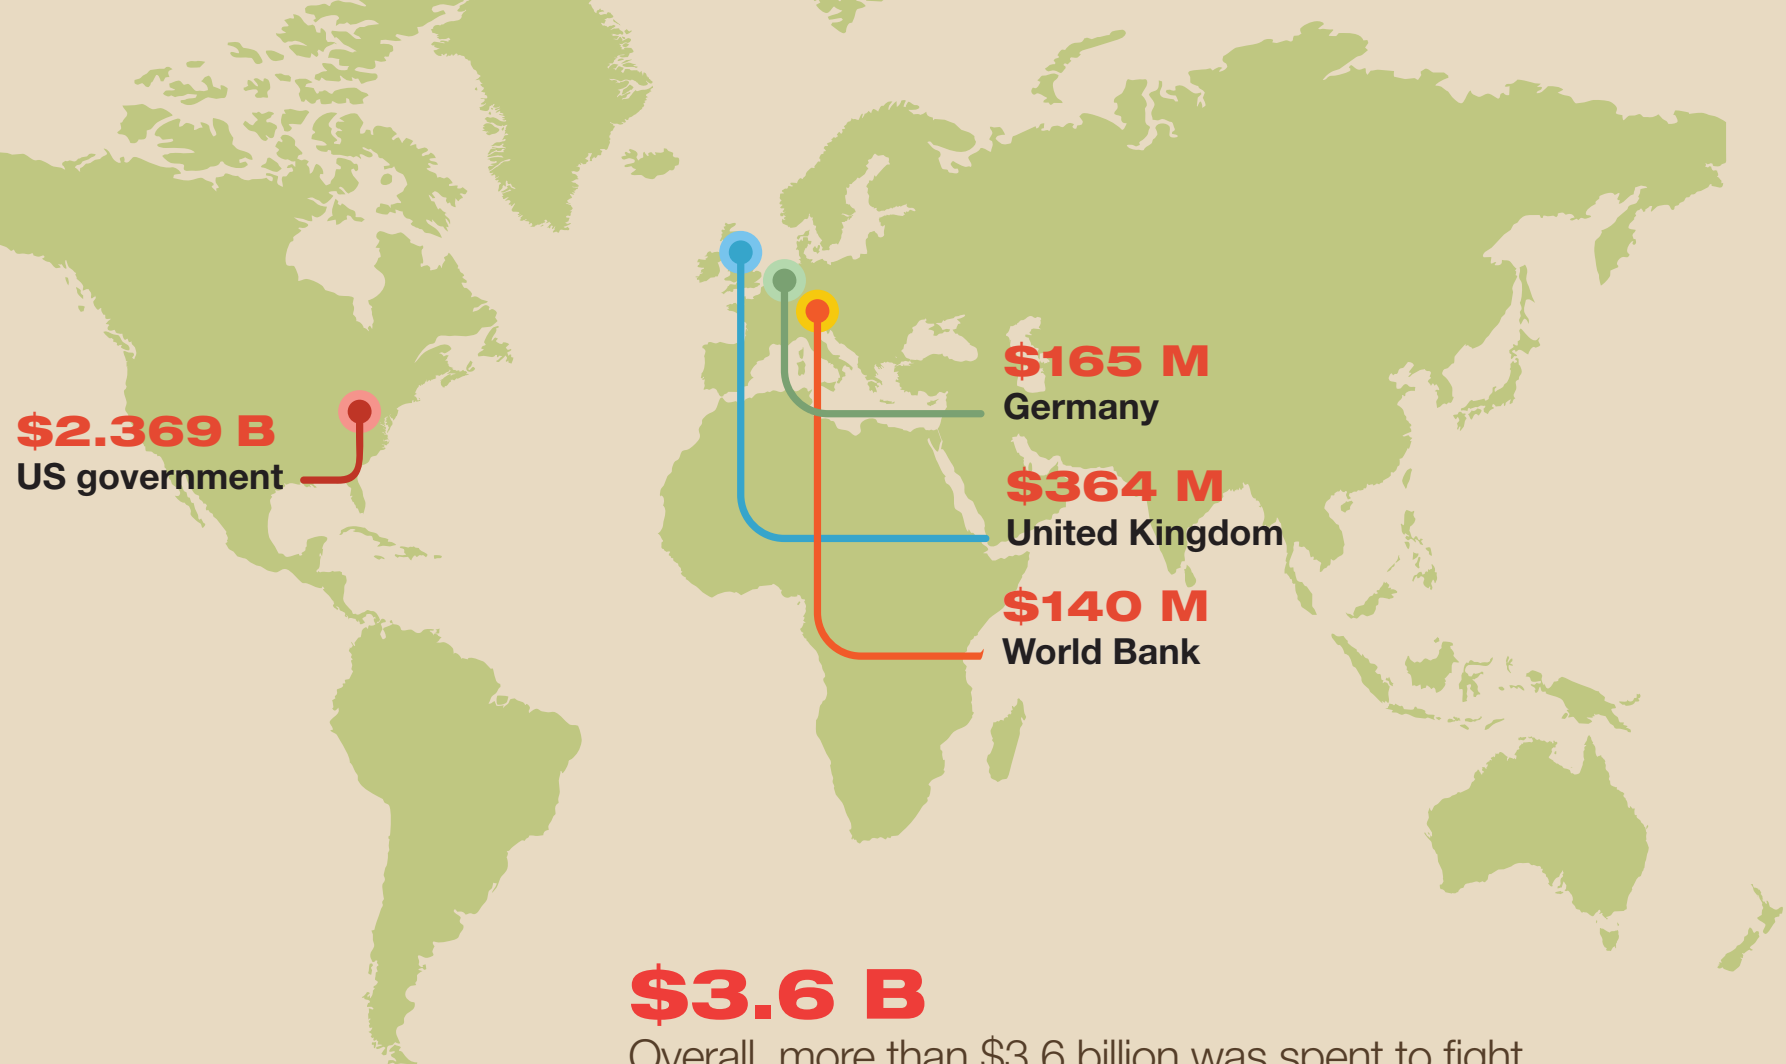 $165 M
Germany
$2.369 B
US government
$364 M
United Kingdom
$140 M
World Bank
$3.6 B
Overall, more than $3.6 billion was spent to fight